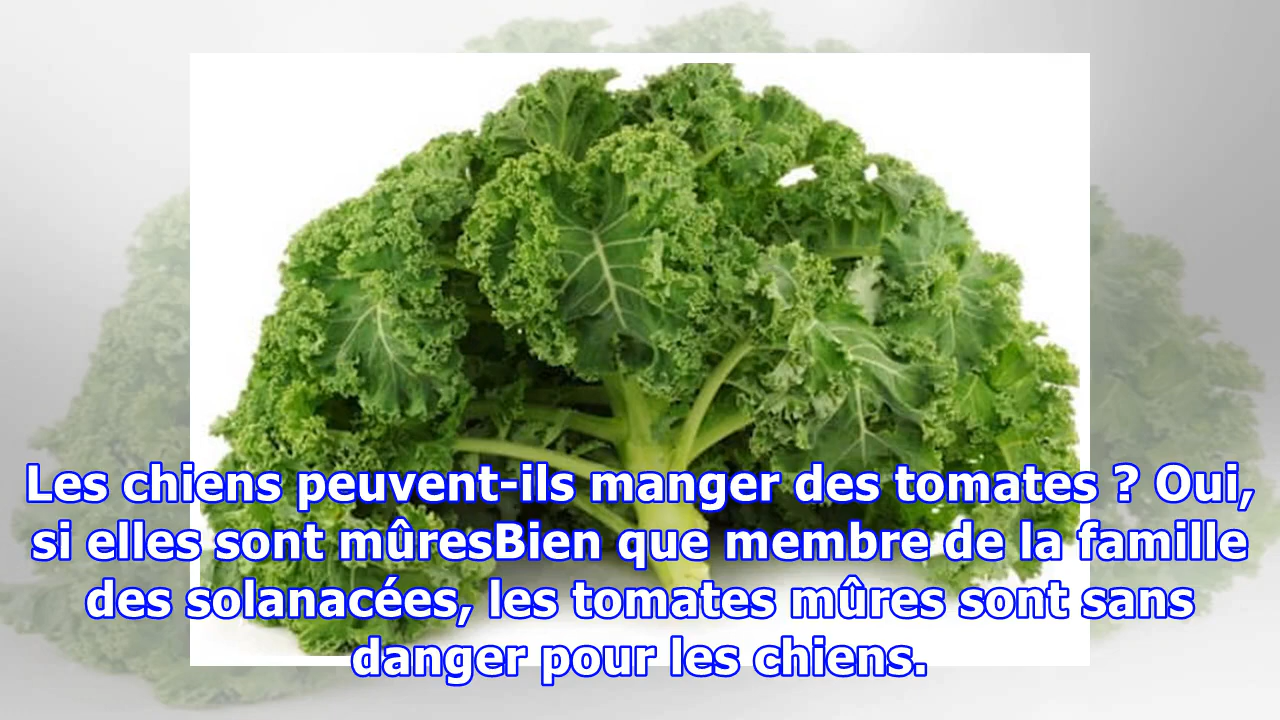 Les chiens peuvent-ils manger des tomates ? Oui,
si elles sont mûresBien que membre de la famille
des solanacées, les tomates mûres sont sans
danger pour les chiens.